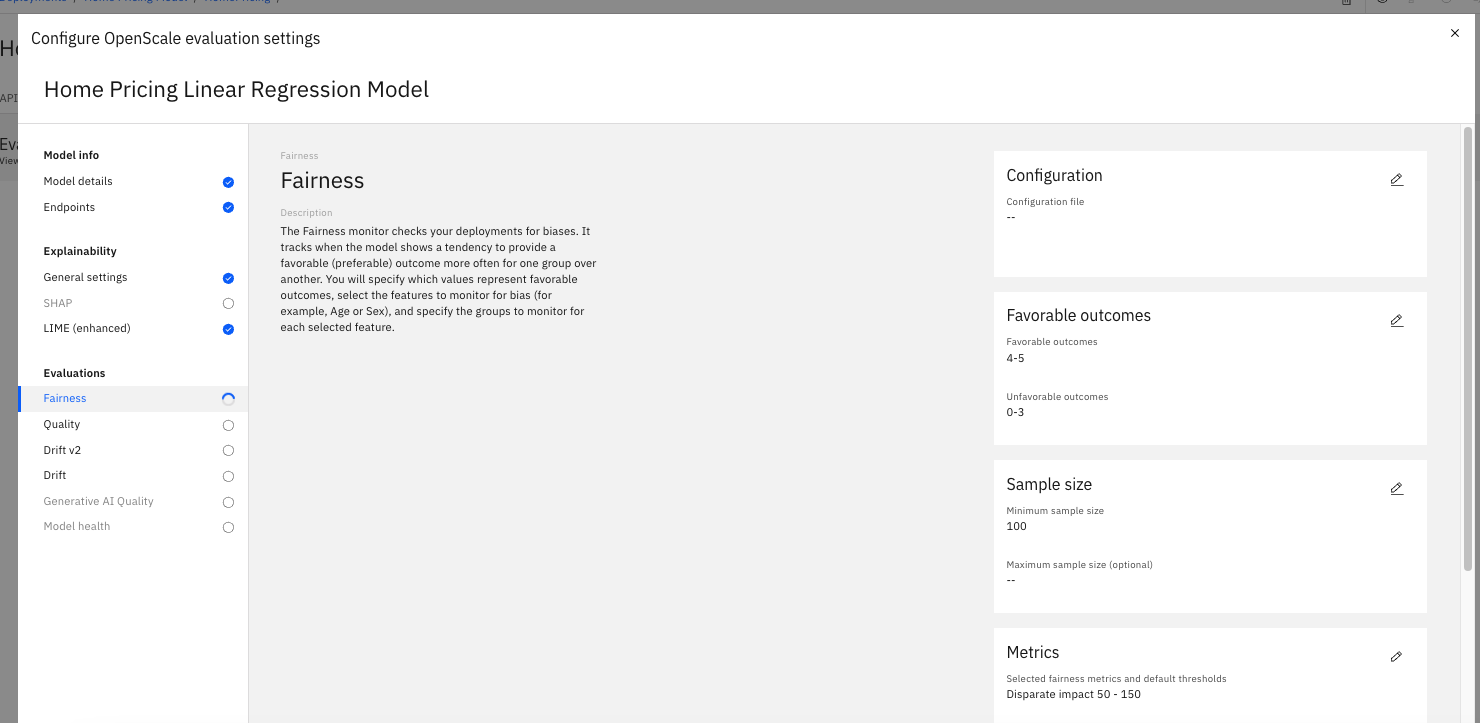 Configure OpenScale evaluation settings
Home Pricing Linear Regression Model
API
View
Model info
Model details
Endpoints
Explainability
General settings
SHAP
LIME (enhanced)
Evaluations
Fairness
Quality
Drift v2
Drift
Generative AI Quality
Model health
Fairness
Fairness
Description
The Fairness monitor checks your deployments for biases. It
tracks when the model shows a tendency to provide a
favorable (preferable) outcome more often for one group over
another. You will specify which values represent favorable
outcomes, select the features to monitor for bias (for
example, Age or Sex), and specify the groups to monitor for
each selected feature.
Configuration
Configuration file
--
Favorable outcomes
Favorable outcomes
4-5
Unfavorable outcomes
0-3
Sample size
Minimum sample size
100
Maximum sample size (optional)
--
Metrics
Selected fairness metrics and default thresholds
Disparate impact 50 - 150